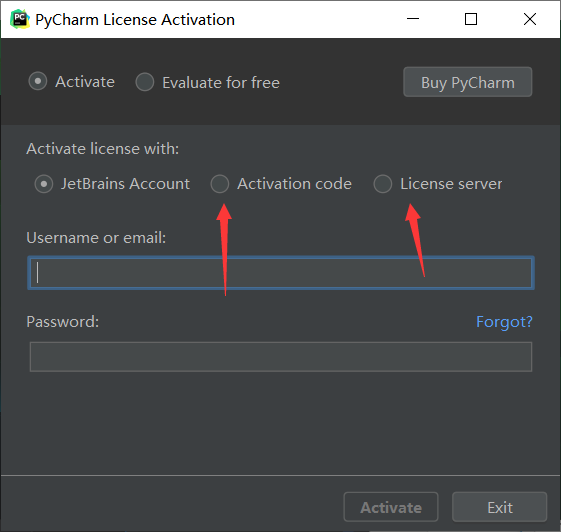 PyCharm License Activation
Activate Evaluate for free Buy PyCharm
Activate license with:
JetBrains Account Activation code License server
Username or email:
Password: Forgot?
Activate Exit